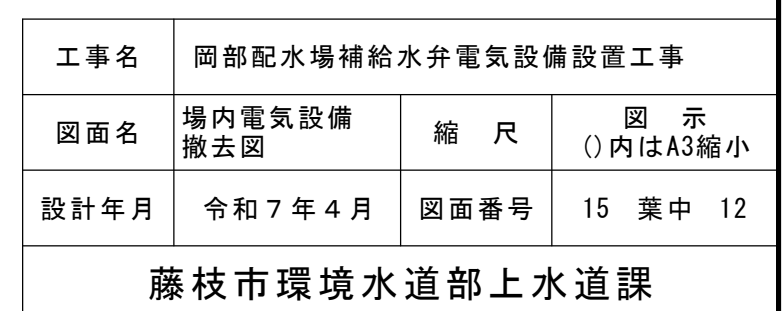 工事名 岡部配水場補給水弁電気設備設置工事
図面名 場内電気設備
撤去図
縮 尺 図 示
()内はA3縮小
設計年月 令和7年4月 図面番号 15 葉中 12
藤枝市環境水道部上水道課